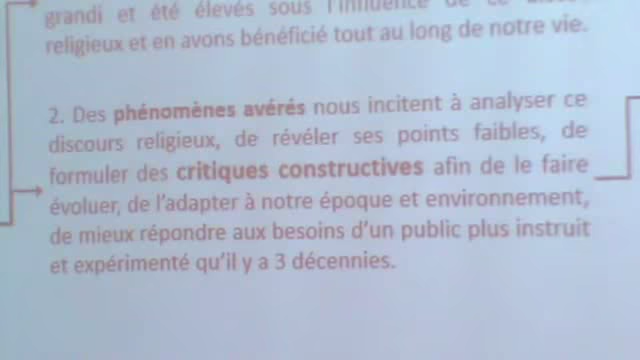 grandi et été élevés sous l'influence de ce
religieux et en avons bénéficié tout au long de notre vie.
2. Des phénomènes avérés nous incitent à analyser ce
discours religieux, de révéler ses points faibles, de
formuler des critiques constructives afin de le faire
évoluer, de l'adapter à notre époque et environnement,
de mieux répondre aux besoins d'un public plus instruit
et expérimenté qu'il y a 3 décennies.